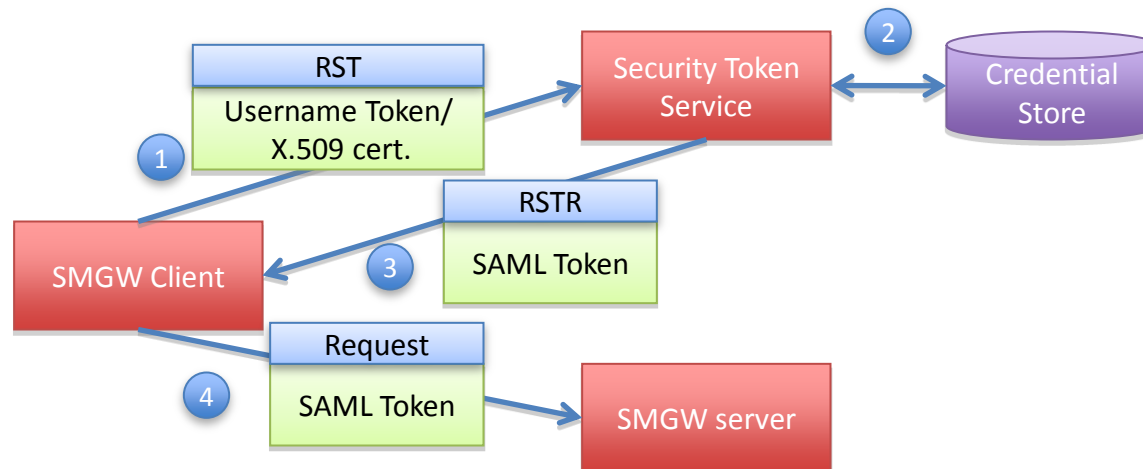 2
RST
Security Token
Service
Credential
Store
Username Token/
X.509 cert.
1
RSTR
SAML Token
3
SMGW Client
Request
SAML Token
4
SMGW server